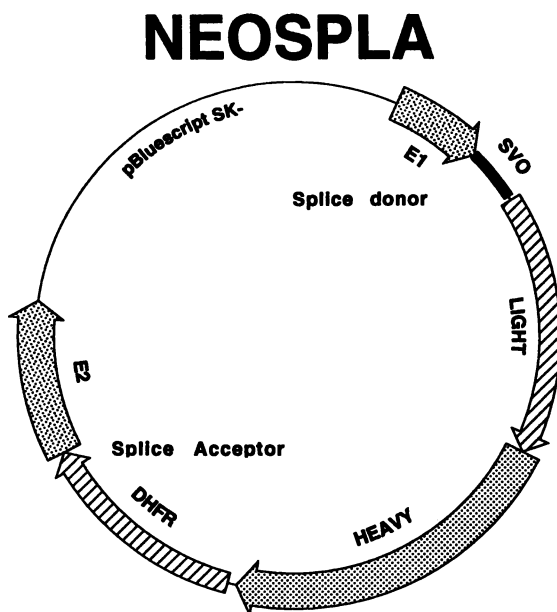 NEOSPLA
pBluescript SK-
E1
SVO
Splice donor
LIGHT
HEAVY
DHFR
Splice Acceptor
E2